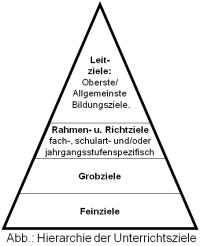 Leit-
ziele:
Oberste/
Allgemeinste
Bildungsziele.
Rahmen- u. Richtziele
fach-, schulart- und/oder
jahrgangsstufenspezifisch
Grobziele
Feinziele
Abb.: Hierarchie der Unterrichtsziele